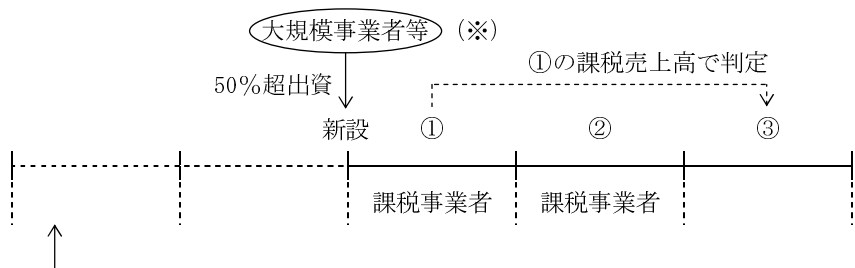 大規模事業者等 (※)
①の課税売上高で判定
50%超出資
新設 ① ② ③
課税事業者 課税事業者